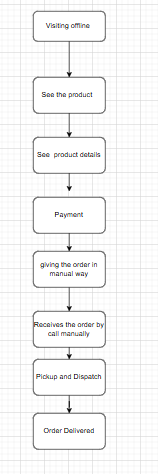 Visiting offline
See the product
See  product details
Payment
giving the order in
manual way
Receives the order by
call manually
Pickup and Dispatch
Order Delivered